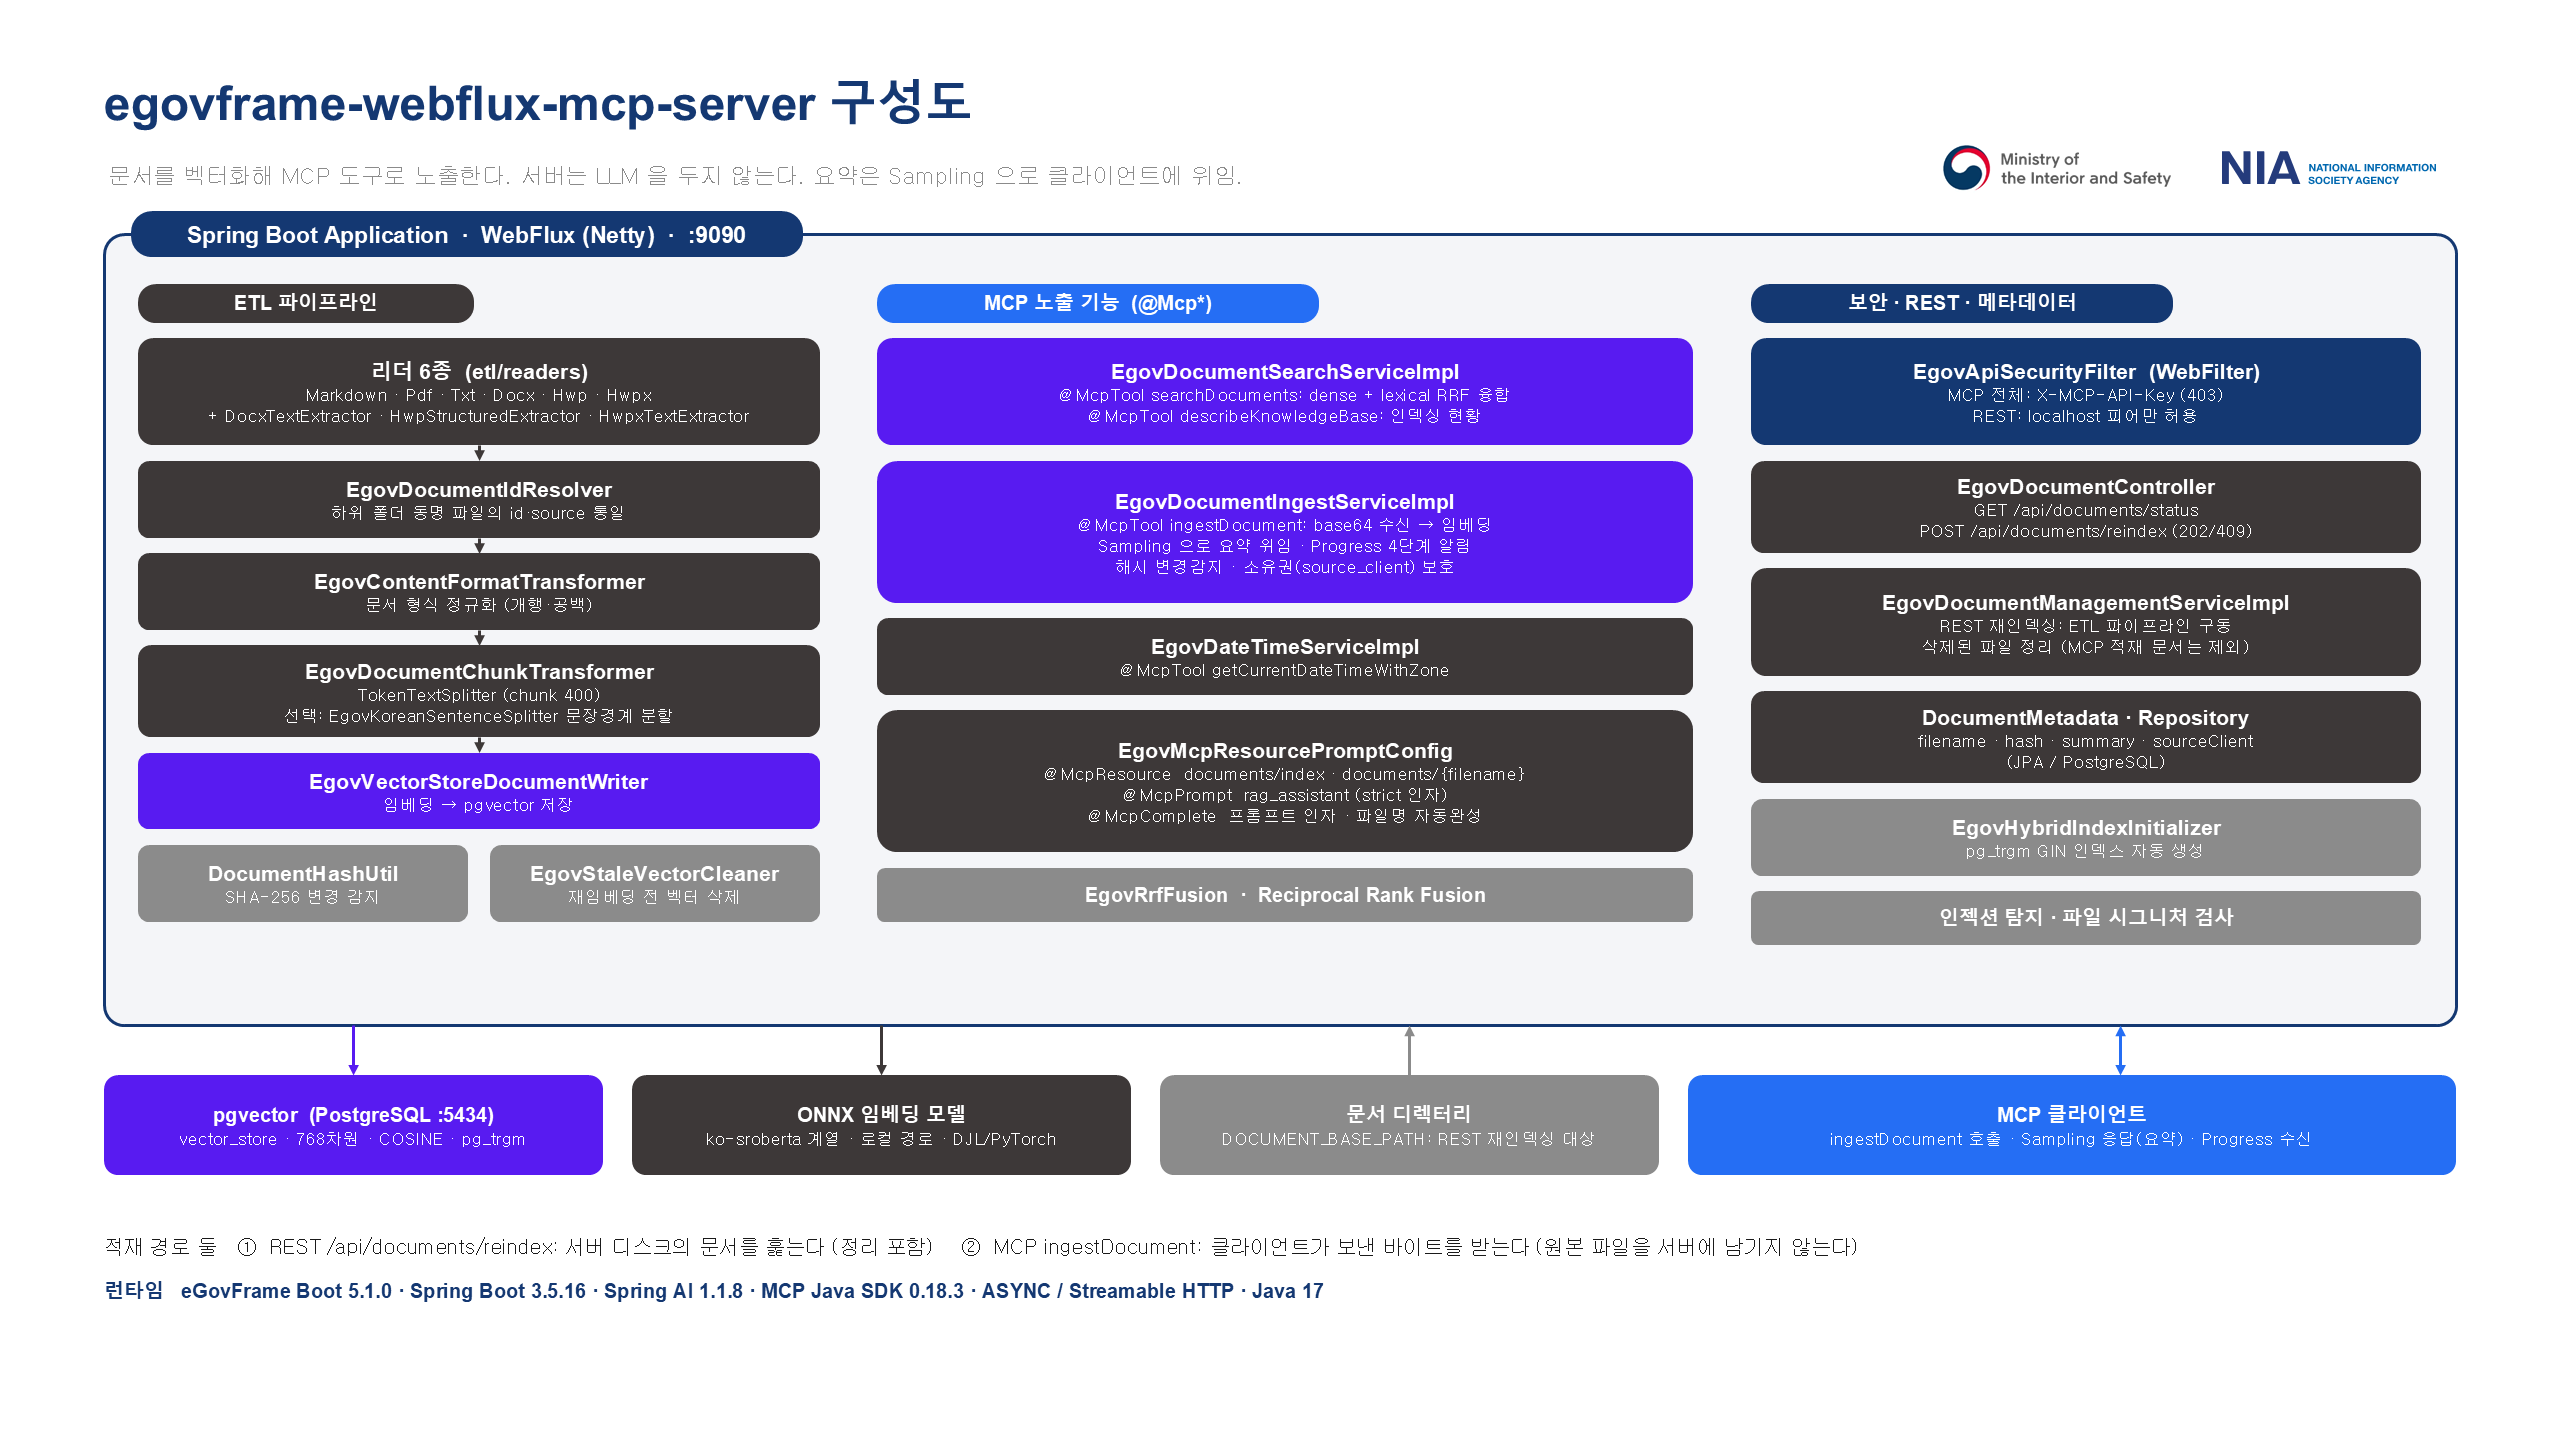 egovframe-webflux-mcp-server 구성도
문서를 벡터화해 MCP 도구로 노출한다. 서버는 LLM 을 두지 않는다. 요약은 Sampling 으로 클라이언트에 위임.
Ministry of
the Interior and Safety
NIA NATIONAL INFORMATION
SOCIETY AGENCY
Spring Boot Application · WebFlux (Netty) · :9090
ETL 파이프라인
리더 6종 (etl/readers)
Markdown · Pdf · Txt · Docx · Hwp · Hwpx
+ DocxTextExtractor · HwpStructuredExtractor · HwpxTextExtractor
EgovDocumentIdResolver
하위 폴더 동명 파일의 id·source 통일
EgovContentFormatTransformer
문서 형식 정규화 (개행·공백)
EgovDocumentChunkTransformer
TokenTextSplitter (chunk 400)
선택: EgovKoreanSentenceSplitter 문장경계 분할
EgovVectorStoreDocumentWriter
임베딩 → pgvector 저장
DocumentHashUtil
SHA-256 변경 감지
EgovStaleVectorCleaner
재임베딩 전 벡터 삭제
MCP 노출 기능 (@Mcp*)
EgovDocumentSearchServiceImpl
@McpTool searchDocuments: dense + lexical RRF 융합
@McpTool describeKnowledgeBase: 인덱싱 현황
EgovDocumentIngestServiceImpl
@McpTool ingestDocument: base64 수신 → 임베딩
Sampling 으로 요약 위임 · Progress 4단계 알림
해시 변경감지 · 소유권(source_client) 보호
EgovDateTimeServiceImpl
@McpTool getCurrentDateTimeWithZone
EgovMcpResourcePromptConfig
@McpResource documents/index · documents/{filename}
@McpPrompt rag_assistant (strict 인자)
@McpComplete 프롬프트 인자 · 파일명 자동완성
EgovRrfFusion · Reciprocal Rank Fusion
보안 · REST · 메타데이터
EgovApiSecurityFilter (WebFilter)
MCP 전체: X-MCP-API-Key (403)
REST: localhost 피어만 허용
EgovDocumentController
GET /api/documents/status
POST /api/documents/reindex (202/409)
EgovDocumentManagementServiceImpl
REST 재인덱싱: ETL 파이프라인 구동
삭제된 파일 정리 (MCP 적재 문서는 제외)
DocumentMetadata · Repository
filename · hash · summary · sourceClient
(JPA / PostgreSQL)
EgovHybridIndexInitializer
pg_trgm GIN 인덱스 자동 생성
인젝션 탐지 · 파일 시그니처 검사
pgvector (PostgreSQL :5434)
vector_store · 768차원 · COSINE · pg_trgm
ONNX 임베딩 모델
ko-sroberta 계열 · 로컬 경로 · DJL/PyTorch
문서 디렉터리
DOCUMENT_BASE_PATH: REST 재인덱싱 대상
MCP 클라이언트
ingestDocument 호출 · Sampling 응답(요약) · Progress 수신
적재 경로 둘 ① REST /api/documents/reindex: 서버 디스크의 문서를 훑는다 (정리 포함) ② MCP ingestDocument: 클라이언트가 보낸 바이트를 받는다 (원본 파일을 서버에 남기지 않는다)
런타임 eGovFrame Boot 5.1.0 · Spring Boot 3.5.16 · Spring AI 1.1.8 · MCP Java SDK 0.18.3 · ASYNC / Streamable HTTP · Java 17